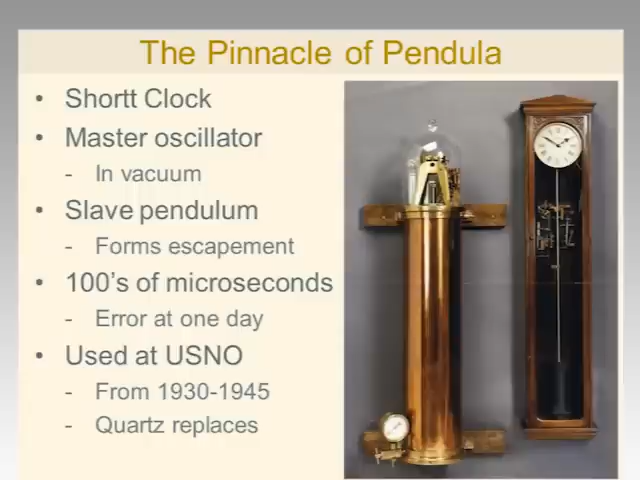 The Pinnacle of Pendula
• Shortt Clock
• Master oscillator
- In vacuum
• Slave pendulum
- Forms escapement
• 100's of microseconds
- Error at one day
• Used at USNO
- From 1930-1945
- Quartz replaces